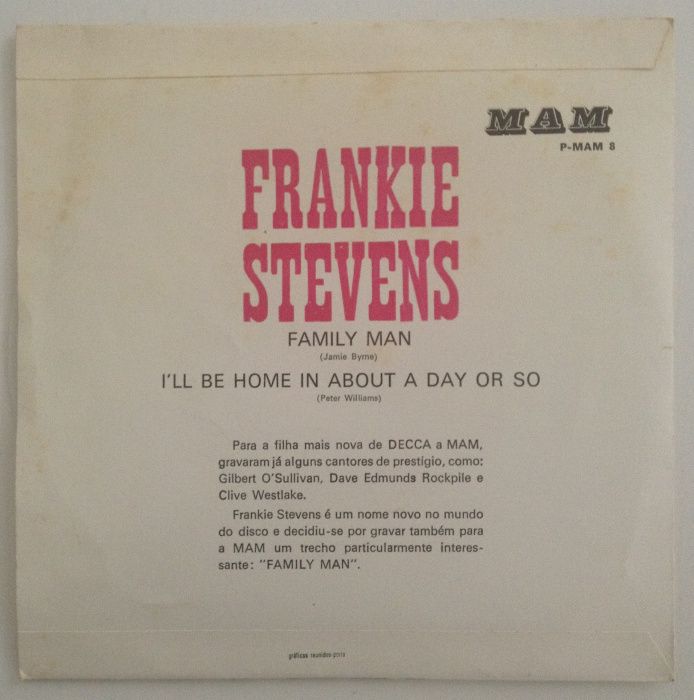 MAM
P-MAM 8
FRANKIE
STEVENS
FAMILY MAN
(Jamie Byrne)
I'LL BE HOME IN ABOUT A DAY OR SO
(Peter Williams)
Para a filha mais nova de DECCA a MAM,
gravaram já alguns cantores de prestígio, como:
Gilbert O'Sullivan, Dave Edmunds Rockpile e
Clive Westlake.
Frankie Stevens é um nome novo no mundo
do disco e decidiu-se por gravar também para
a MAM um trecho particularmente interes-
sante: "FAMILY MAN".
gráficas reunidas-porto